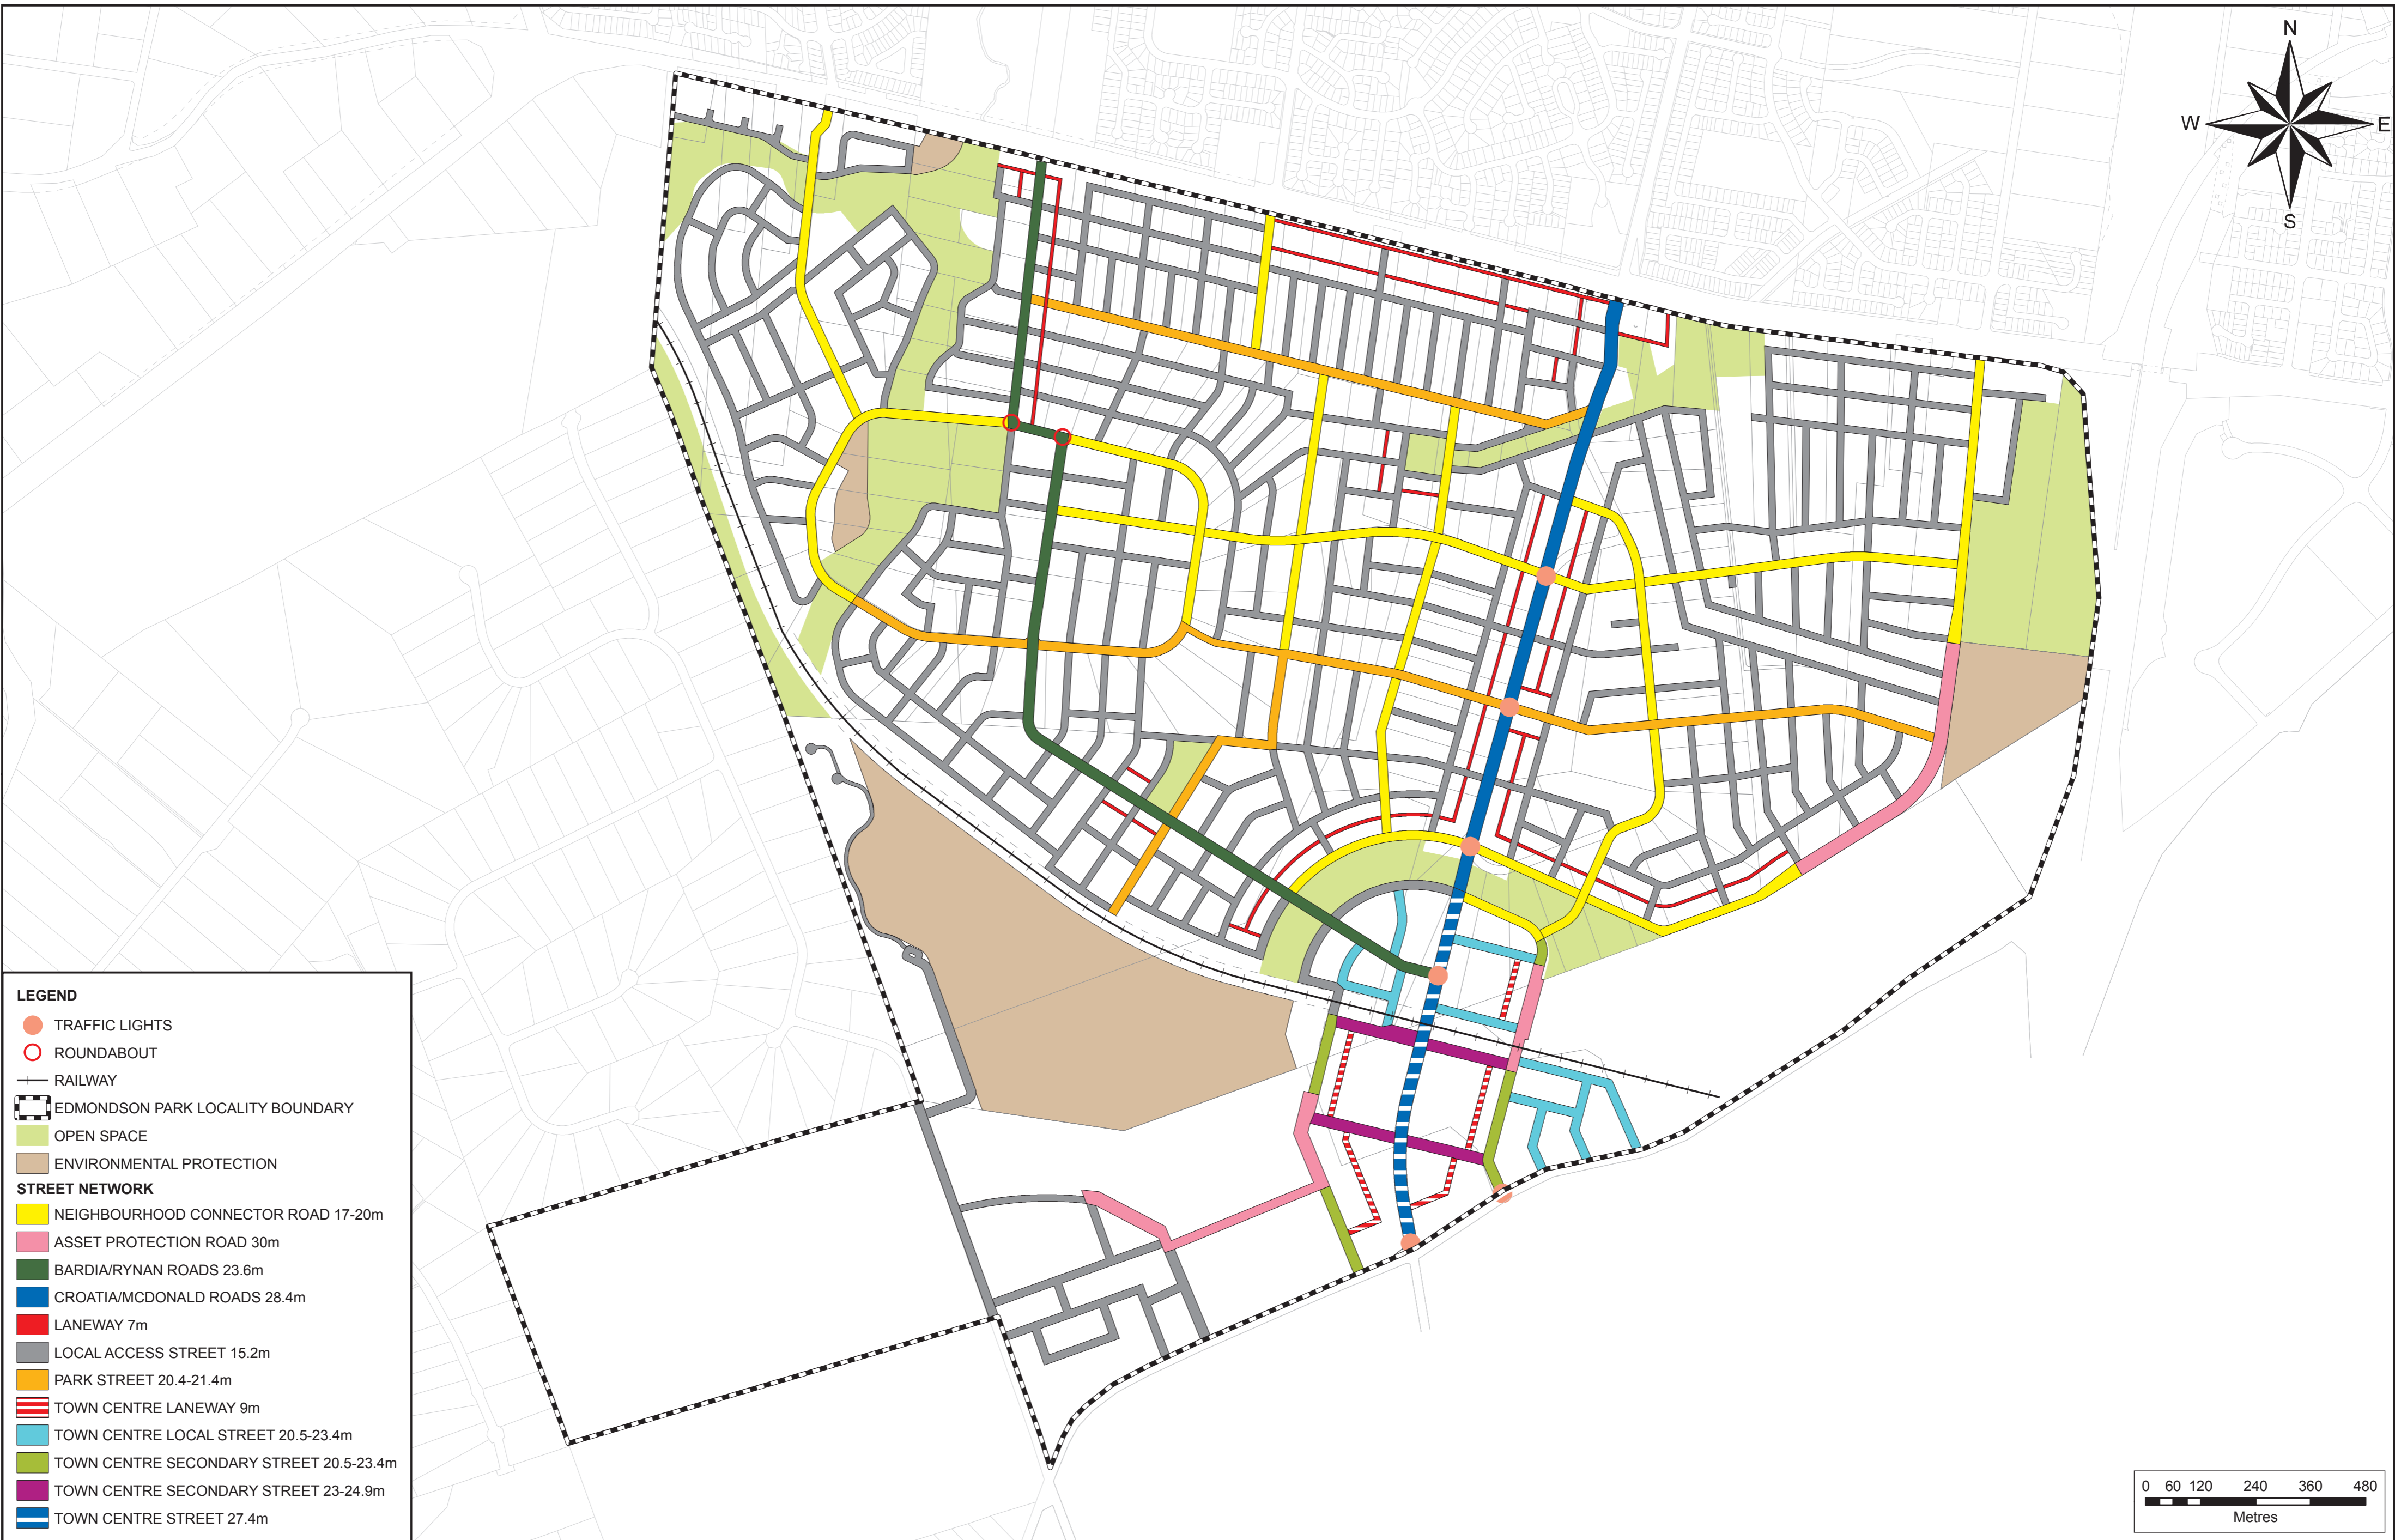 N
W
E
S
LEGEND
TRAFFIC LIGHTS
ROUNDABOUT
RAILWAY
EDMONDSON PARK LOCALITY BOUNDARY
OPEN SPACE
ENVIRONMENTAL PROTECTION
STREET NETWORK
NEIGHBOURHOOD CONNECTOR ROAD 17-20m
ASSET PROTECTION ROAD 30m
BARDIA/RYNAN ROADS 23.6m
CROATIA/MCDONALD ROADS 28.4m
LANEWAY 7m
LOCAL ACCESS STREET 15.2m
PARK STREET 20.4-21.4m
TOWN CENTRE LANEWAY 9m
TOWN CENTRE LOCAL STREET 20.5-23.4m
TOWN CENTRE SECONDARY STREET 20.5-23.4m
TOWN CENTRE SECONDARY STREET 23-24.9m
TOWN CENTRE STREET 27.4m
0 60 120 240 360 480
Metres